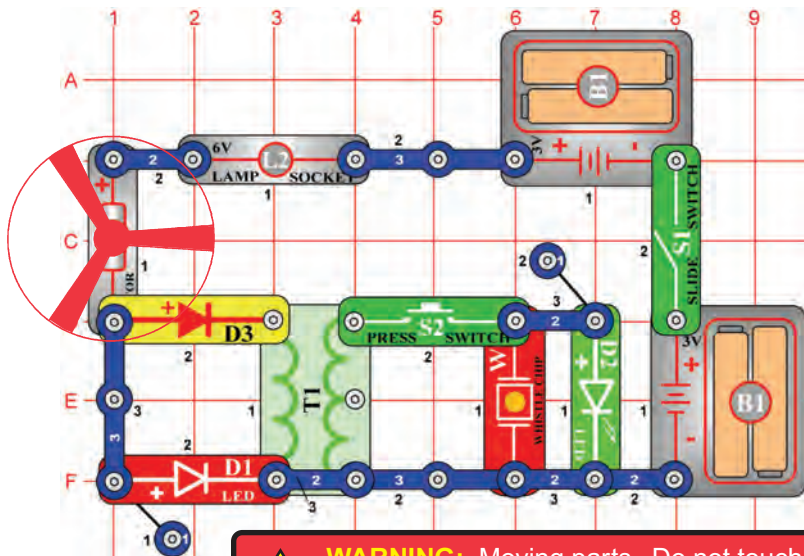 1 2 3 4 5 6 7 8 9
A
B1
6V
L2
LAMP SOCKET
2
2
1
2
3
3V
+ -
1
+
1
C
2
S1
SLIDE SWITCH
2 1
3
2
+
D3
2
S2
PRESS SWITCH
2
W
WHISTLE CHIP
1
+
D2
1
3V
+
-
B1
1
T1
1
E
3
3
2
F
+
D1
LED
2
3
3
2
2
3
2
2
1 1
WARNING: Moving parts. Do not touch